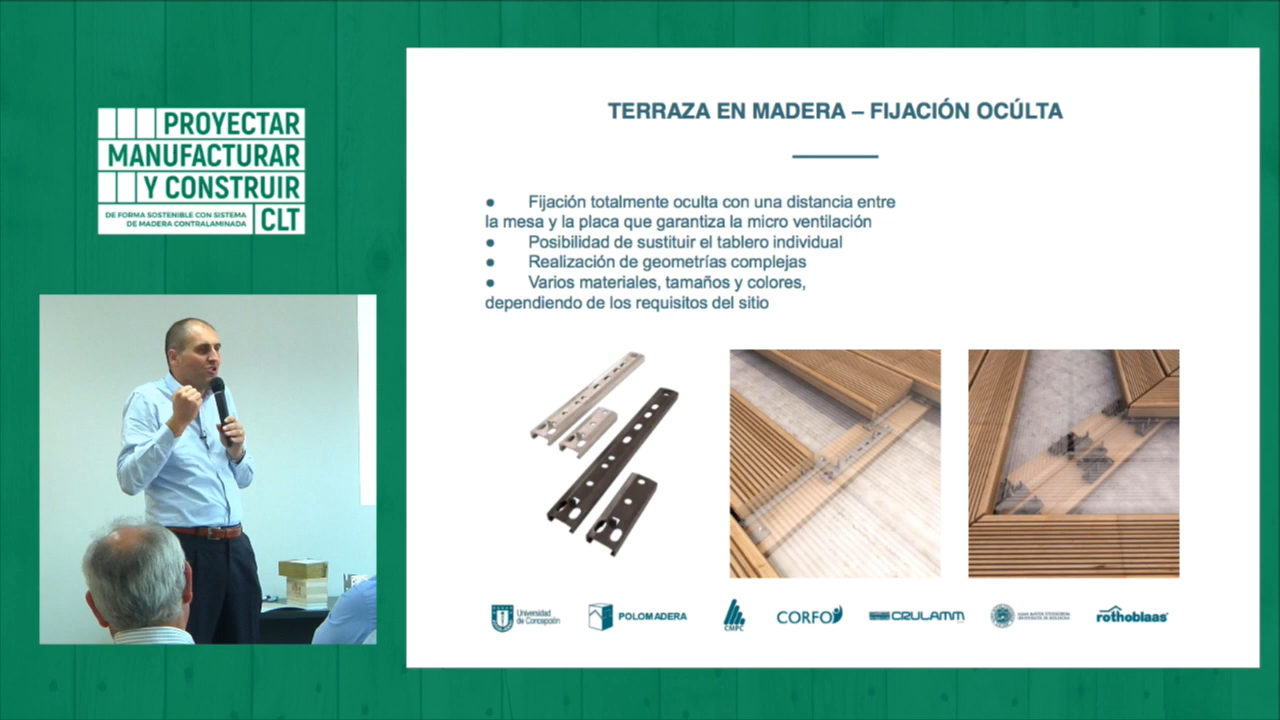 PROYECTAR
MANUFACTURAR
Y CONSTRUIR
DE FORMA SOSTENIBLE CON SISTEMA
DE MADERA CONTRALAMINADA
CLT
TERRAZA EN MADERA – FIJACIÓN OCÚLTA
● Fijación totalmente oculta con una distancia entre
la mesa y la placa que garantiza la micro ventilación
● Posibilidad de sustituir el tablero individual
● Realización de geometrías complejas
● Varios materiales, tamaños y colores,
dependiendo de los requisitos del sitio
Universidad
de Concepción
POLOMADERA
CMPC
CORFO
CRULAMM
rothoblaas